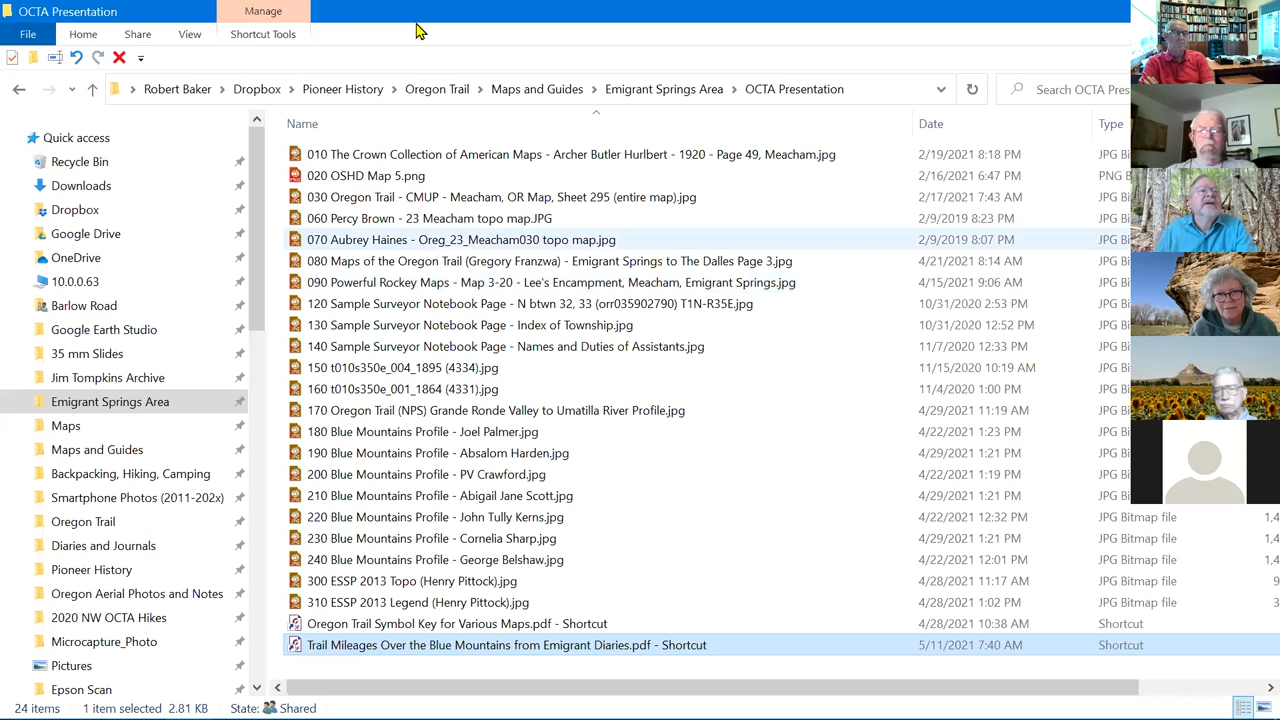 OCTA Presentation
Manage
File
Home
Share
View
Shortcut Tools
Robert Baker
Dropbox
Pioneer History
Oregon Trail
Maps and Guides
Emigrant Springs Area
OCTA Presentation
Search OCTA Pres
Name
Date
Type
Quick access
Recycle Bin
Downloads
Dropbox
Google Drive
OneDrive
10.0.0.63
Barlow Road
Google Earth Studio
35 mm Slides
Jim Tompkins Archive
Emigrant Springs Area
Maps
Maps and Guides
Backpacking, Hiking, Camping
Smartphone Photos (2011-202x)
Oregon Trail
Diaries and Journals
Pioneer History
Oregon Aerial Photos and Notes
2020 NW OCTA Hikes
Microcapture_Photo
Pictures
Epson Scan
010 The Crown Collection of American Maps - Archer Butler Hurlbert - 1920 - Page 49, Meacham.jpg 2/19/2021 8:18 PM JPG Bi
020 OSHD Map 5.png 2/16/2021 6:47 PM PNG B
030 Oregon Trail - CMUP - Meacham, OR Map, Sheet 295 (entire map).jpg 2/17/2021 7:43 AM JPG Bi
060 Percy Brown - 23 Meacham topo map.JPG 2/9/2019 8:23 PM JPG Bi
070 Aubrey Haines - Oreg_23_Meacham030 topo map.jpg 2/9/2019 8:07 PM JPG Bi
080 Maps of the Oregon Trail (Gregory Franzwa) - Emigrant Springs to The Dalles Page 3.jpg 4/21/2021 8:14 AM JPG Bi
090 Powerful Rockey Maps - Map 3-20 - Lee's Encampment, Meacham, Emigrant Springs.jpg 4/15/2021 9:06 AM JPG Bi
120 Sample Surveyor Notebook Page - N btwn 32, 33 (orr035902790) T1N-R35E.jpg 10/31/2020 2:53 PM JPG Bi
130 Sample Surveyor Notebook Page - Index of Township.jpg 10/31/2020 12:52 PM JPG Bi
140 Sample Surveyor Notebook Page - Names and Duties of Assistants.jpg 11/7/2020 12:33 PM JPG Bi
150 t010s350e_004_1895 (4334).jpg 11/15/2020 10:19 AM JPG Bi
160 t010s350e_001_1864 (4331).jpg 11/4/2020 1:00 PM JPG Bi
170 Oregon Trail (NPS) Grande Ronde Valley to Umatilla River Profile.jpg 4/29/2021 11:19 AM JPG Bi
180 Blue Mountains Profile - Joel Palmer.jpg 4/22/2021 1:23 PM JPG Bi
190 Blue Mountains Profile - Absalom Harden.jpg 4/29/2021 1:21 PM JPG Bi
200 Blue Mountains Profile - PV Crawford.jpg 4/22/2021 1:19 PM JPG Bi
210 Blue Mountains Profile - Abigail Jane Scott.jpg 4/29/2021 1:21 PM JPG Bi
220 Blue Mountains Profile - John Tully Kerns.jpg 4/22/2021 12:32 PM JPG Bitmap file 1,4
230 Blue Mountains Profile - Cornelia Sharp.jpg 4/29/2021 1:21 PM JPG Bitmap file 1,4
240 Blue Mountains Profile - George Belshaw.jpg 4/22/2021 12:01 PM JPG Bitmap file 1,4
300 ESSP 2013 Topo (Henry Pittock).jpg 4/28/2021 11:17 AM JPG Bitmap file 9
310 ESSP 2013 Legend (Henry Pittock).jpg 4/28/2021 1:02 PM JPG Bitmap file 3
Oregon Trail Symbol Key for Various Maps.pdf - Shortcut 4/28/2021 10:38 AM Shortcut
Trail Mileages Over the Blue Mountains from Emigrant Diaries.pdf - Shortcut 5/11/2021 7:40 AM Shortcut
24 items
1 item selected 2.81 KB
State: Shared